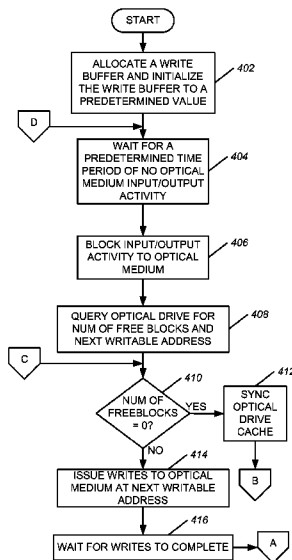 START
ALLOCATE A WRITE BUFFER AND INITIALIZE
THE WRITE BUFFER TO A
PREDETERMINED VALUE
402
D
WAIT FOR A
PREDETERMINED TIME
PERIOD OF NO OPTICAL
MEDIUM INPUT/OUTPUT
ACTIVITY
404
BLOCK INPUT/OUTPUT
ACTIVITY TO OPTICAL
MEDIUM
406
QUERY OPTICAL DRIVE FOR
NUM OF FREE BLOCKS AND
NEXT WRITABLE ADDRESS
408
C
410
NUM OF
FREEBLOCKS
= 0?
YES
412
SYNC
OPTICAL
DRIVE
CACHE
B
NO
414
ISSUE WRITES TO OPTICAL
MEDIUM AT NEXT WRITABLE
ADDRESS
416
WAIT FOR WRITES TO COMPLETE
A